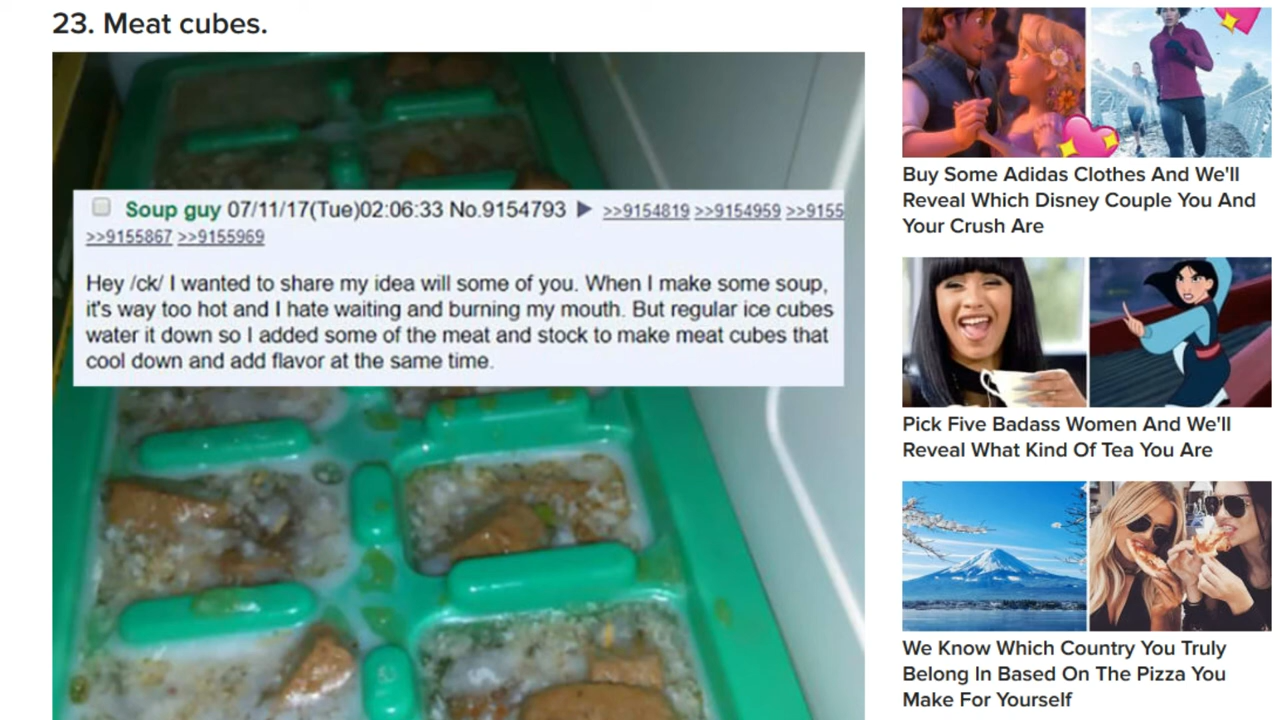 23. Meat cubes.
Soup guy 07/11/17(Tue)02:06:33 No.9154793 ▶ >>9154819 >>9154959 >>9155
>>9155867 >>9155969
Hey /ck/ I wanted to share my idea will some of you. When I make some soup,
it's way too hot and I hate waiting and burning my mouth. But regular ice cubes
water it down so I added some of the meat and stock to make meat cubes that
cool down and add flavor at the same time.
Buy Some Adidas Clothes And We'll
Reveal Which Disney Couple You And
Your Crush Are
Pick Five Badass Women And We'll
Reveal What Kind Of Tea You Are
We Know Which Country You Truly
Belong In Based On The Pizza You
Make For Yourself